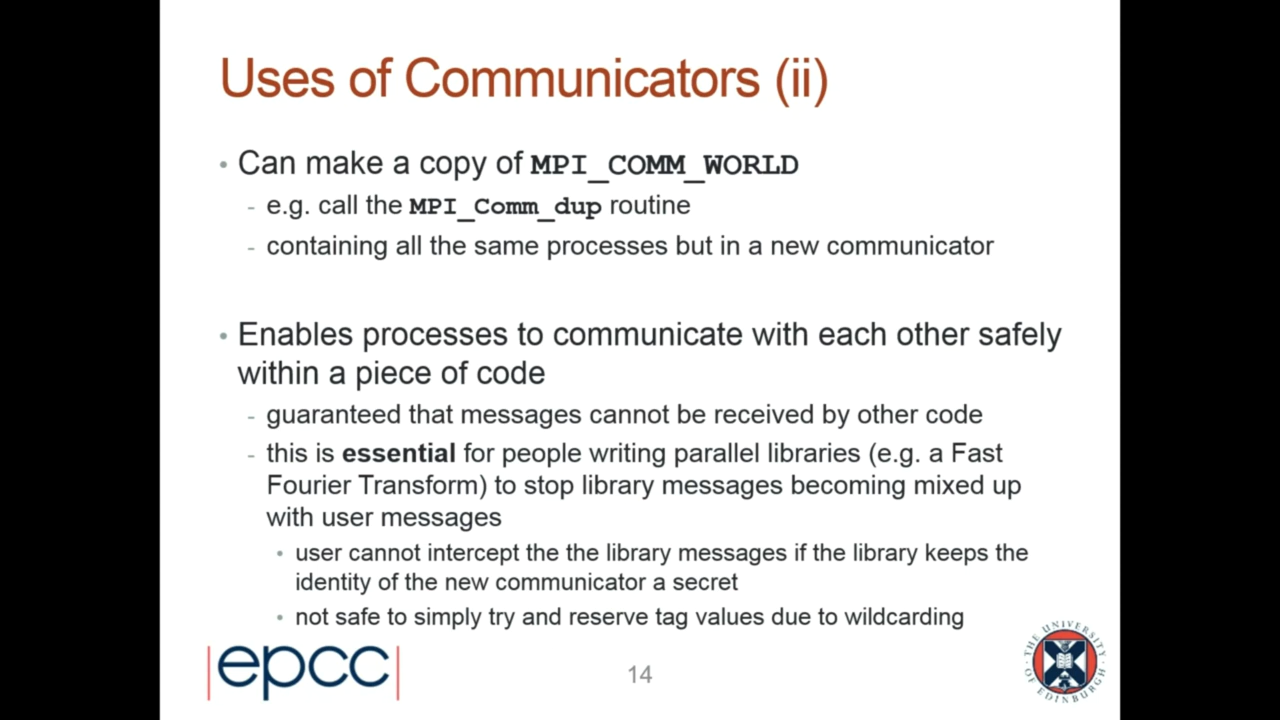 Uses of Communicators (ii)
• Can make a copy of MPI_COMM_WORLD
- e.g. call the MPI_Comm_dup routine
- containing all the same processes but in a new communicator
• Enables processes to communicate with each other safely
within a piece of code
- guaranteed that messages cannot be received by other code
- this is essential for people writing parallel libraries (e.g. a Fast
Fourier Transform) to stop library messages becoming mixed up
with user messages
• user cannot intercept the the library messages if the library keeps the
identity of the new communicator a secret
• not safe to simply try and reserve tag values due to wildcarding
|epcc|
14
THE UNIVERSITY
OF EDINBURGH